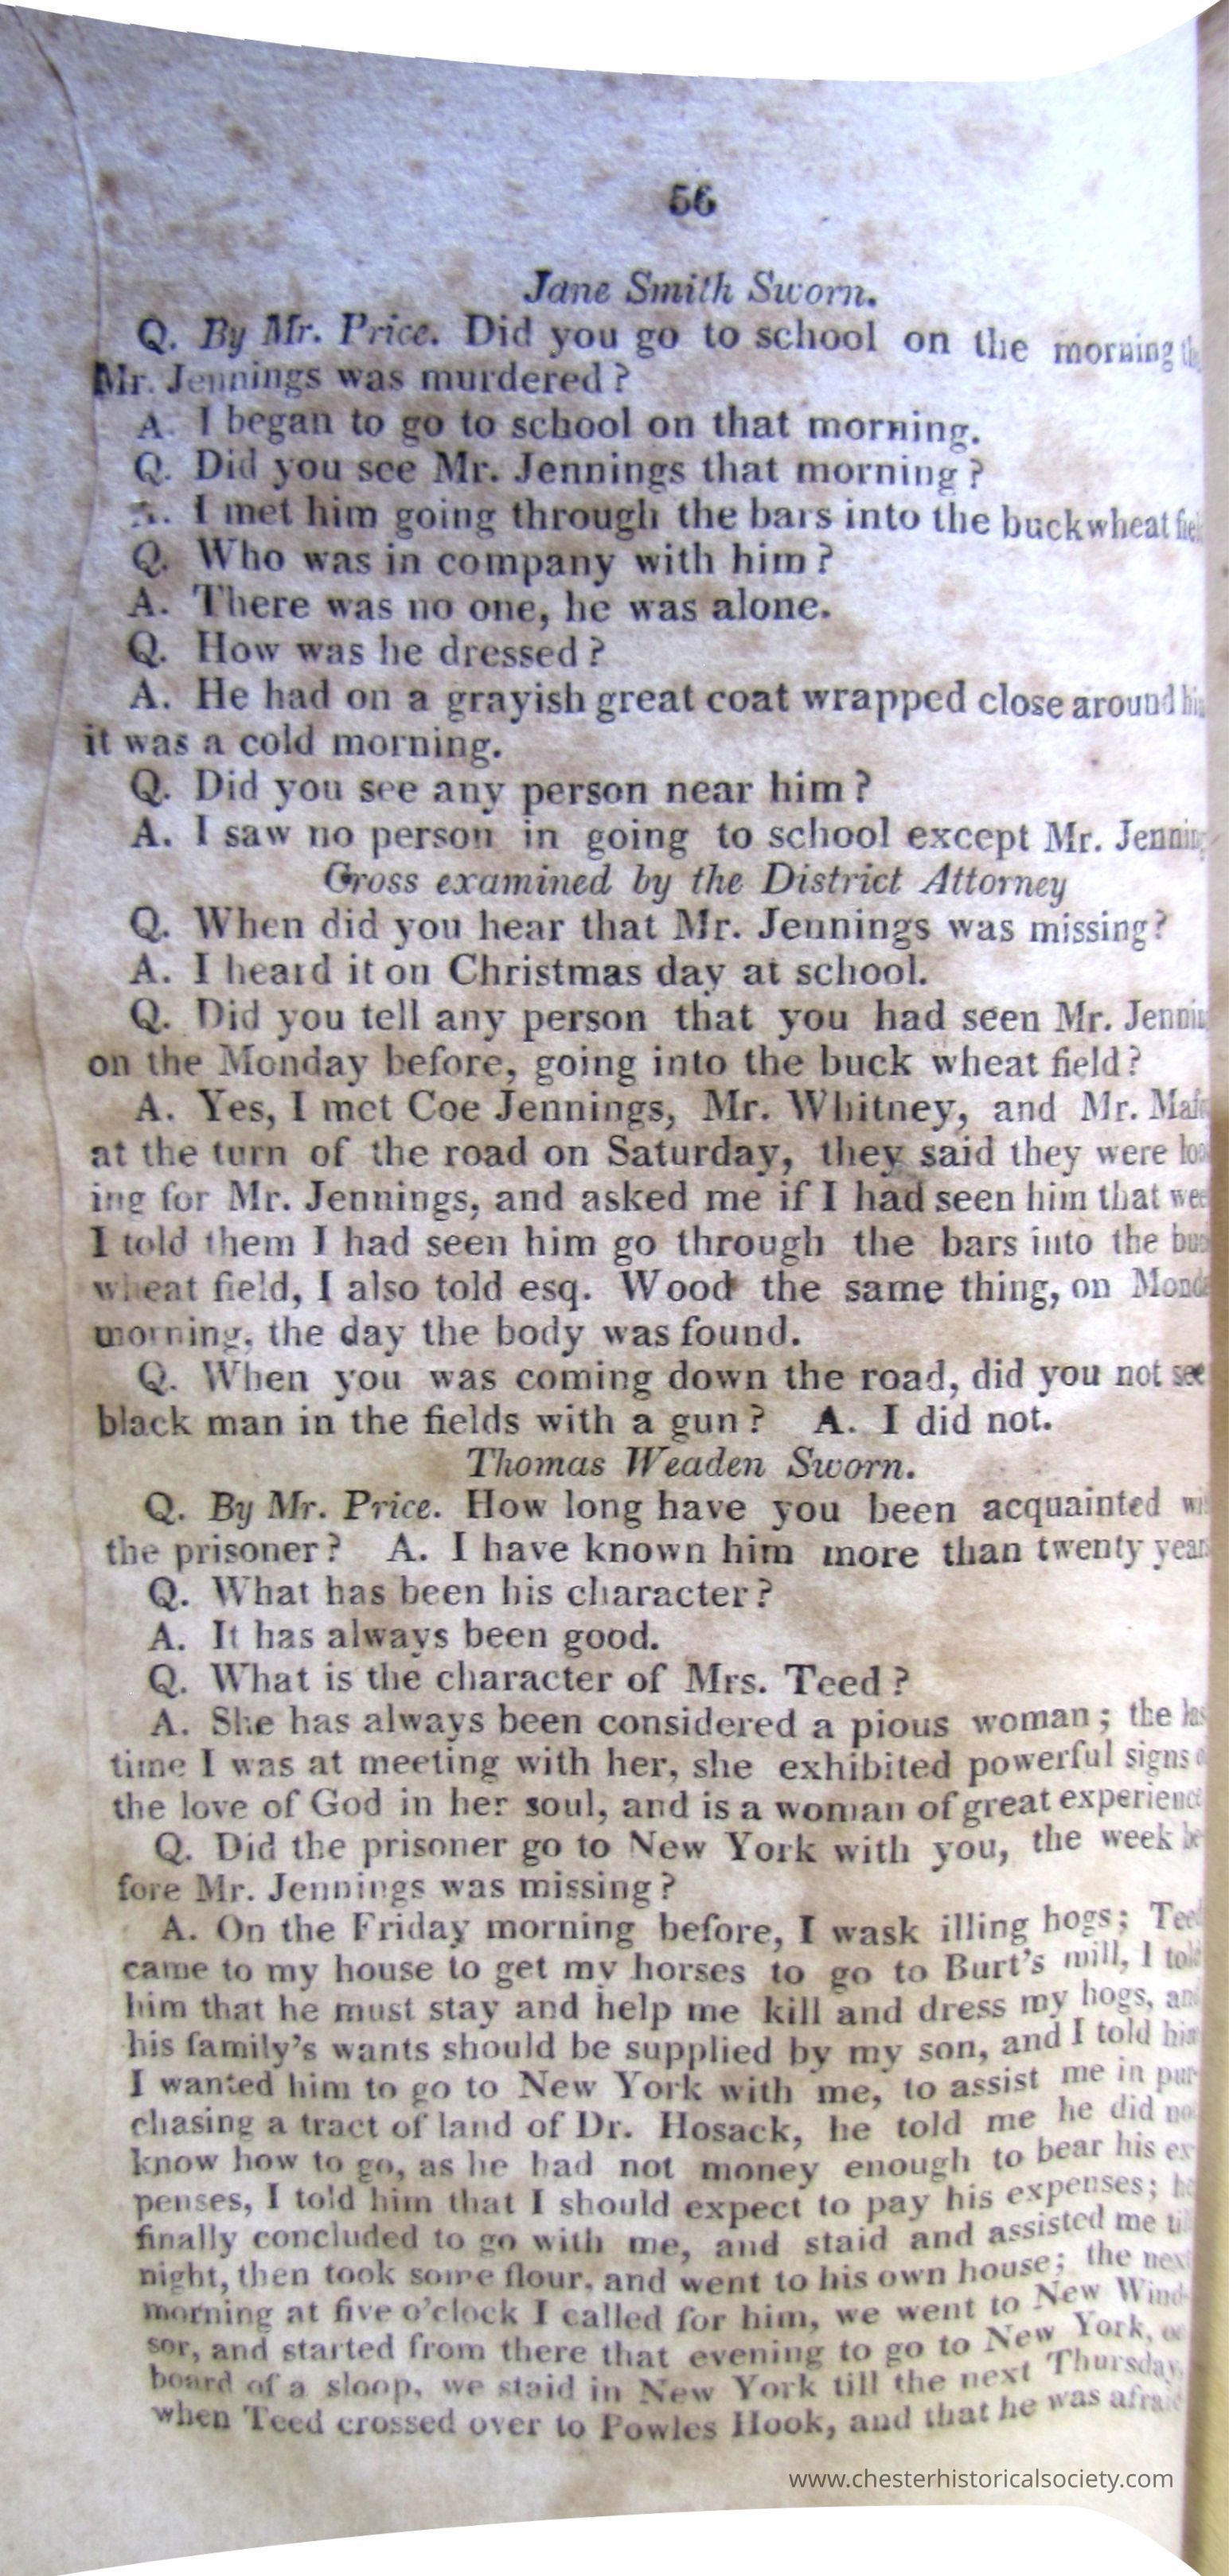 56
Jane Smith Sworn.
Q. By Mr. Price. Did you go to school on the morning
Mr. Jennings was murdered?
A. I began to go to school on that morning.
Q. Did you see Mr. Jennings that morning?
A. I met him going through the bars into the buckwheat
Q. Who was in company with him?
A. There was no one, he was alone.
Q. How was he dressed?
A. He had on a grayish great coat wrapped close around
it was a cold morning.
Q. Did you see any person near him?
A. I saw no person in going to school except Mr.
Cross examined by the District Attorney
Q. When did you hear that Mr. Jennings was missing?
A. I heard it on Christmas day at school.
Q. Did you tell any person that you had seen Mr.
on the Monday before, going into the buck wheat field?
A. Yes, I met Coe Jennings, Mr. Whitney, and Mr.
at the turn of the road on Saturday, they said they were
ing for Mr. Jennings, and asked me if I had seen him that
I told them I had seen him go through the bars into the
wheat field, I also told esq. Wood the same thing, on
morning, the day the body was found.
Q. When you was coming down the road, did you not see
black man in the fields with a gun? A. I did not.
Thomas Weaden Sworn.
Q. By Mr. Price. How long have you been acquainted
the prisoner? A. I have known him more than twenty
Q. What has been his character?
A. It has always been good.
Q. What is the character of Mrs. Teed?
A. She has always been considered a pious woman; the
time I was at meeting with her, she exhibited powerful signs
the love of God in her soul, and is a woman of great
Q. Did the prisoner go to New York with you, the week be
fore Mr. Jennings was missing?
A. On the Friday morning before, I wask illing hogs; Teed
came to my house to get my horses to go to Burt's mill, I
him that he must stay and help me kill and dress my hogs,
his family's wants should be supplied by my son, and I told
I wanted him to go to New York with me, to assist me in pur-
chasing a tract of land of Dr. Hosack, he told me he did
know how to go, as he had not money enough to bear his ex
penses, I told him that I should expect to pay his expenses;
finally concluded to go with me, and staid and assisted me
night, then took some flour, and went to his own house; the
morning at five o'clock I called for him, we went to New Wind-
sor, and started from there that evening to go to New York,
board of a sloop, we staid in New York till the next Thursday,
when Teed crossed over to Powles Hook, and that he was
www.chesterhistoricalsociety.com